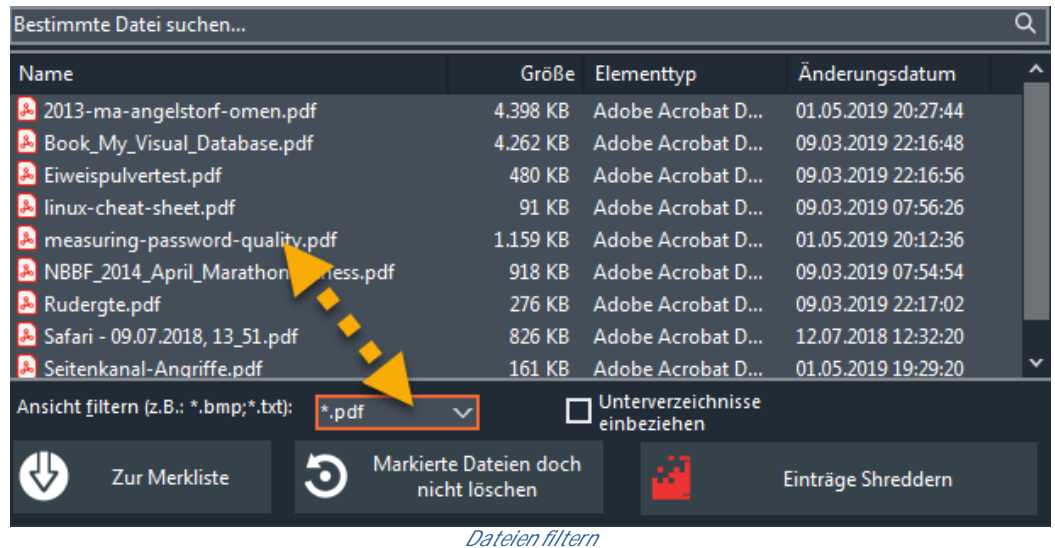 Bestimmte Datei suchen...
Name Größe Elementtyp Änderungsdatum
2013-ma-angelstorf-omen.pdf 4.398 KB Adobe Acrobat D... 01.05.2019 20:27:44
Book_My_Visual_Database.pdf 4.262 KB Adobe Acrobat D... 09.03.2019 22:16:48
Eiweispulvertest.pdf 480 KB Adobe Acrobat D... 09.03.2019 22:16:56
linux-cheat-sheet.pdf 91 KB Adobe Acrobat D... 09.03.2019 07:56:26
measuring-password-quality.pdf 1.159 KB Adobe Acrobat D... 01.05.2019 20:12:36
918 KB Adobe Acrobat D... 09.03.2019 07:54:54
Rudergte.pdf 276 KB Adobe Acrobat D... 09.03.2019 22:17:02
Safari - 09.07.2018, 13_51.pdf 826 KB Adobe Acrobat D... 12.07.2018 12:32:20
Seitenkanal-Angriffe.pdf 161 KB Adobe Acrobat D... 01.05.2019 19:29:20
Ansicht filtern (z.B.: *.bmp;*.txt): *.pdf Unterverzeichnisse
einbeziehen
Zur Merkliste Markierte Dateien doch
nicht löschen Einträge Shreddern
Dateien filtern